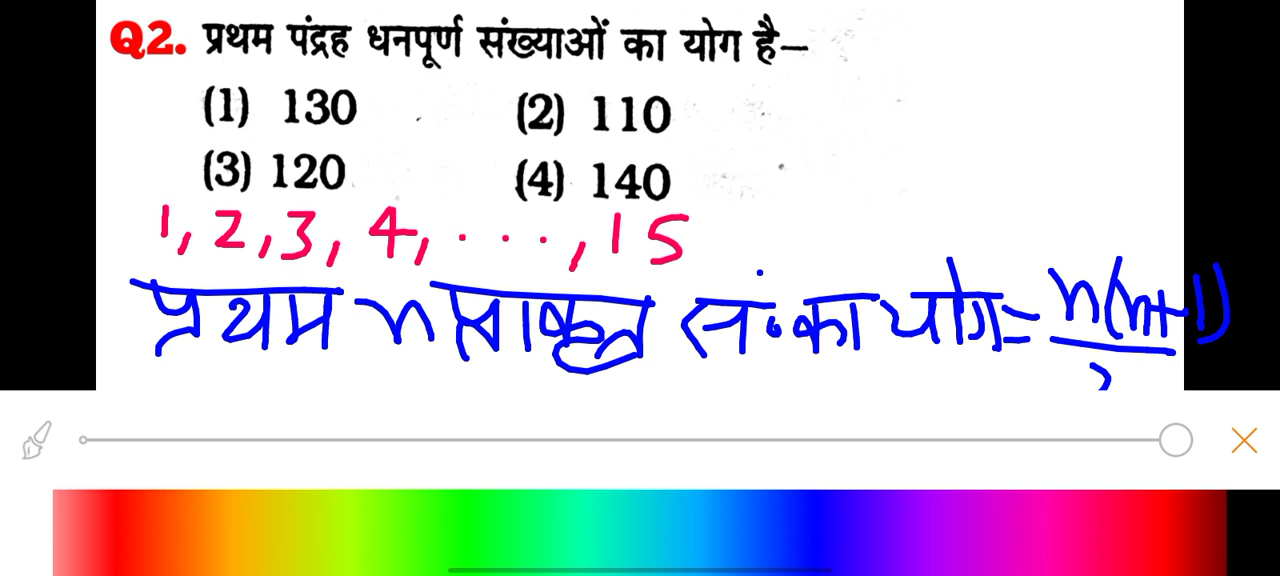 Q2. प्रथम पंद्रह धनपूर्ण संख्याओं का योग है–
(1) 130 (2) 110
(3) 120 (4) 140
1, 2, 3, 4, . . . , 15
प्रथम n प्राकृत सं. का योग = n(n+1)